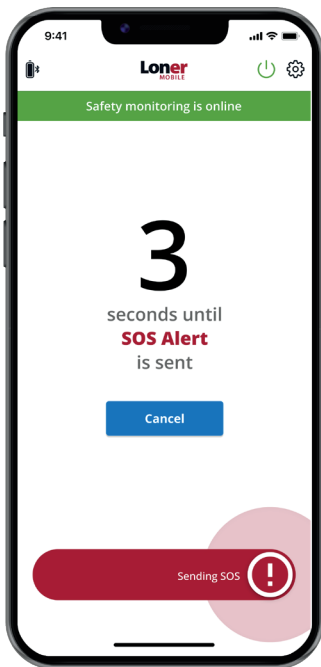 9:41
Loner
MOBILE
Safety monitoring is online
3
seconds until
SOS Alert
is sent
Cancel
Sending SOS
!